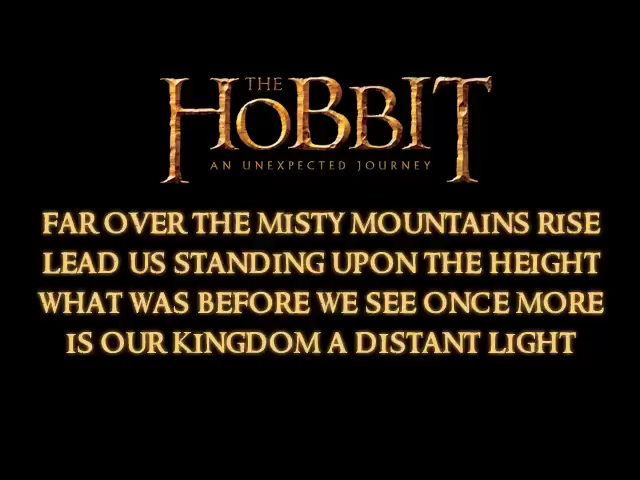 THE
HOBBIT
AN UNEXPECTED JOURNEY
FAR OVER THE MISTY MOUNTAINS RISE
LEAD US STANDING UPON THE HEIGHT
WHAT WAS BEFORE WE SEE ONCE MORE
IS OUR KINGDOM A DISTANT LIGHT